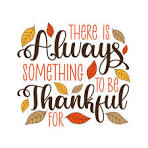 THERE IS
Always
SOMETHING
TO BE
Thankful
FOR